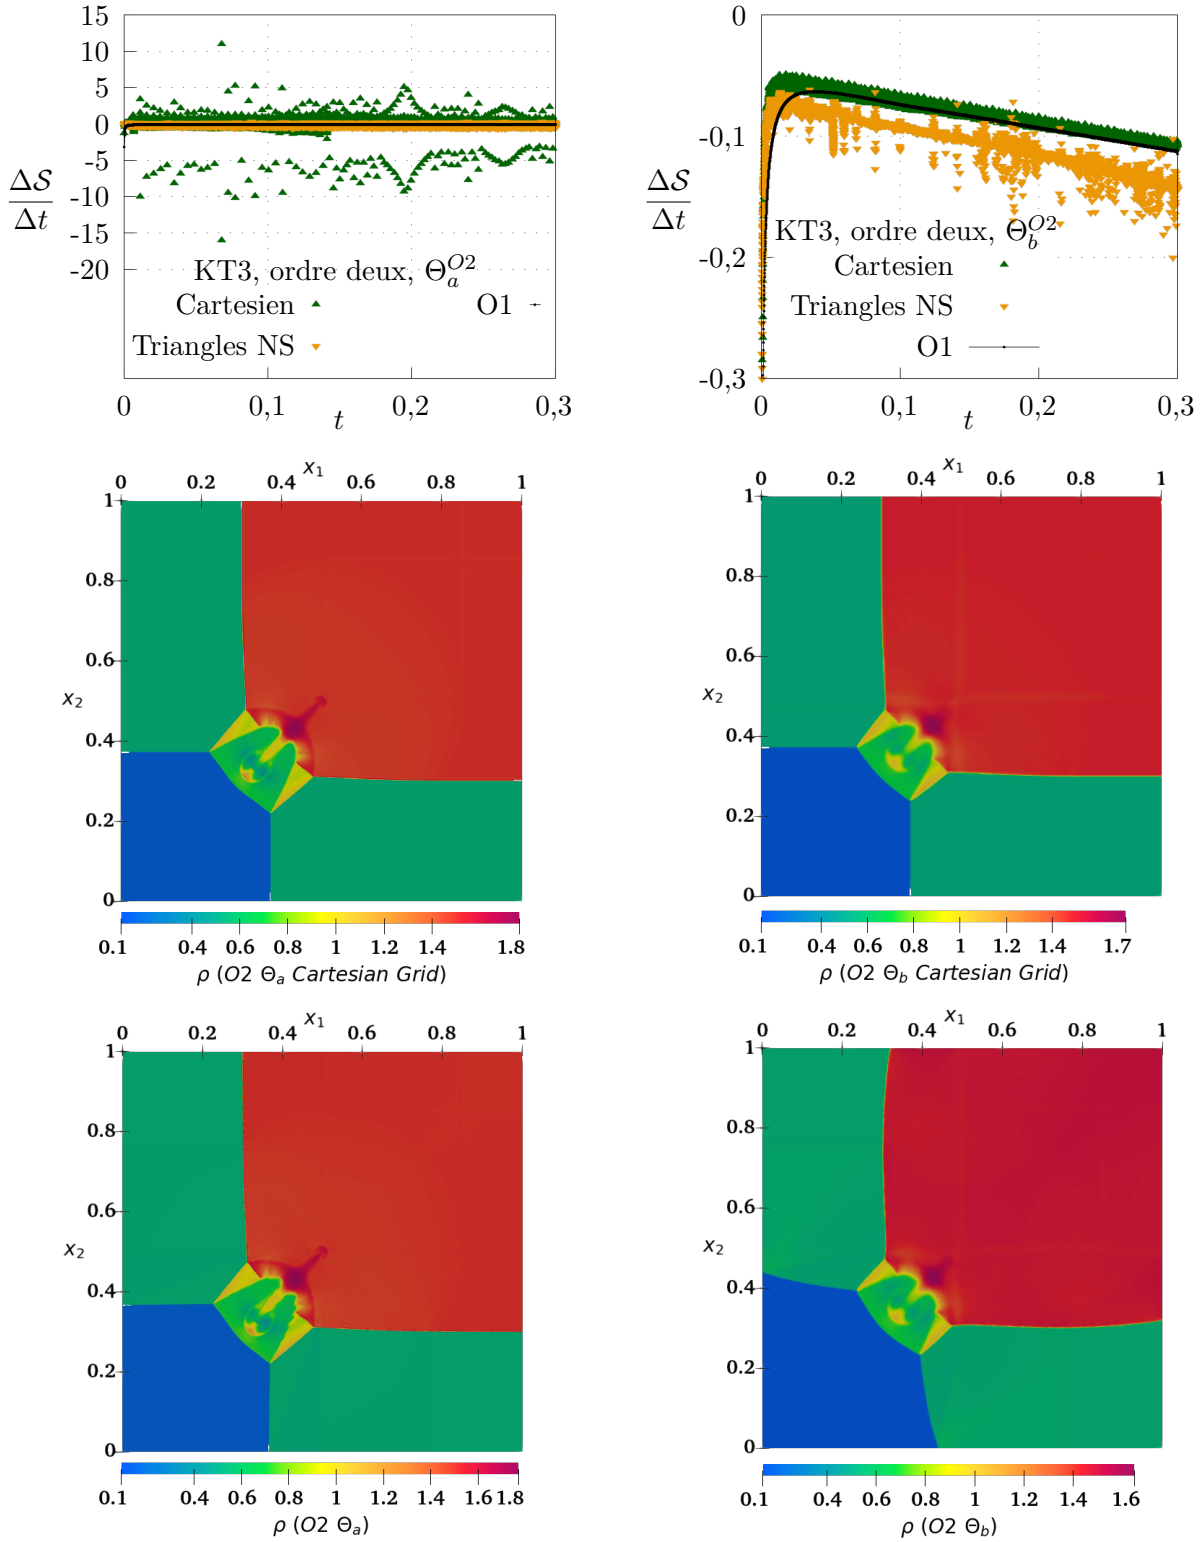 15
10
5
0
-5
-10
-15
-20
ΔS
Δt
KT3, ordre deux, Θ_a^{O2}
Cartesien
O1
Triangles NS
0 0,1 0,2 0,3
t
0
-0,1
-0,2
-0,3
ΔS
Δt
KT3, ordre deux, Θ_b^{O2}
Cartesien
Triangles NS
O1
0 0,1 0,2 0,3
t
x₁
0 0.2 0.4 0.6 0.8 1
1
0.8
0.6
x₂
0.4
0.2
0
0.1 0.4 0.6 0.8 1 1.2 1.4 1.8
ρ (O2 Θₐ Cartesian Grid)
x₁
0 0.2 0.4 0.6 0.8 1
1
0.8
0.6
x₂
0.4
0.2
0
0.1 0.4 0.6 0.8 1 1.2 1.4 1.7
ρ (O2 Θ_b Cartesian Grid)
x₁
0 0.2 0.4 0.6 0.8 1
1
0.8
0.6
x₂
0.4
0.2
0
0.1 0.4 0.6 0.8 1 1.2 1.4 1.6 1.8
ρ (O2 Θₐ)
x₁
0 0.2 0.4 0.6 0.8 1
1
0.8
0.6
x₂
0.4
0.2
0
0.1 0.4 0.6 0.8 1 1.2 1.4 1.6
ρ (O2 Θ_b)